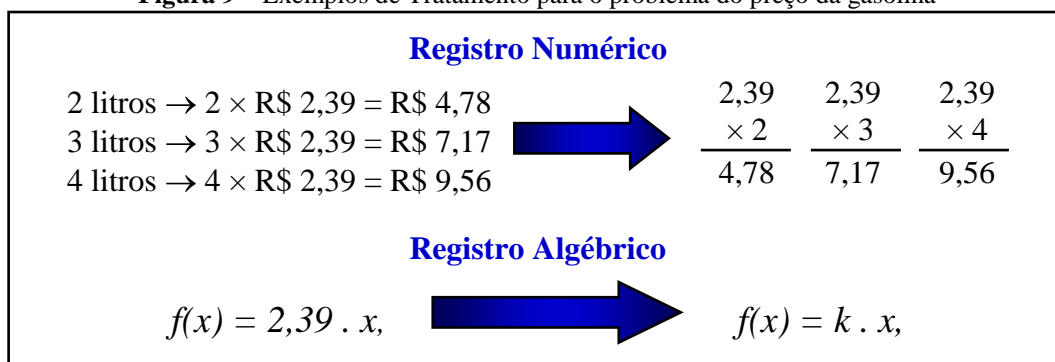 Figura 9 – Exemplos de Tratamento para o problema do preço da gasolina
Registro Numérico
2 litros → 2 × R$ 2,39 = R$ 4,78
3 litros → 3 × R$ 2,39 = R$ 7,17
4 litros → 4 × R$ 2,39 = R$ 9,56
2,39 2,39 2,39
× 2 × 3 × 4
4,78 7,17 9,56
Registro Algébrico
f(x) = 2,39 . x, f(x) = k . x,